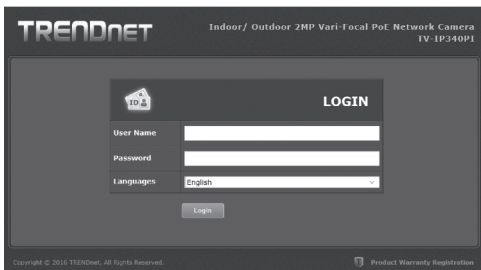 TRENDnet
Indoor/ Outdoor 2MP Vari-Focal PoE Network Camera
TV-IP340PI
ID
LOGIN
User Name
Password
Languages
English
Login
Copyright © 2016 TRENDnet, All Rights Reserved.
Product Warranty Registration